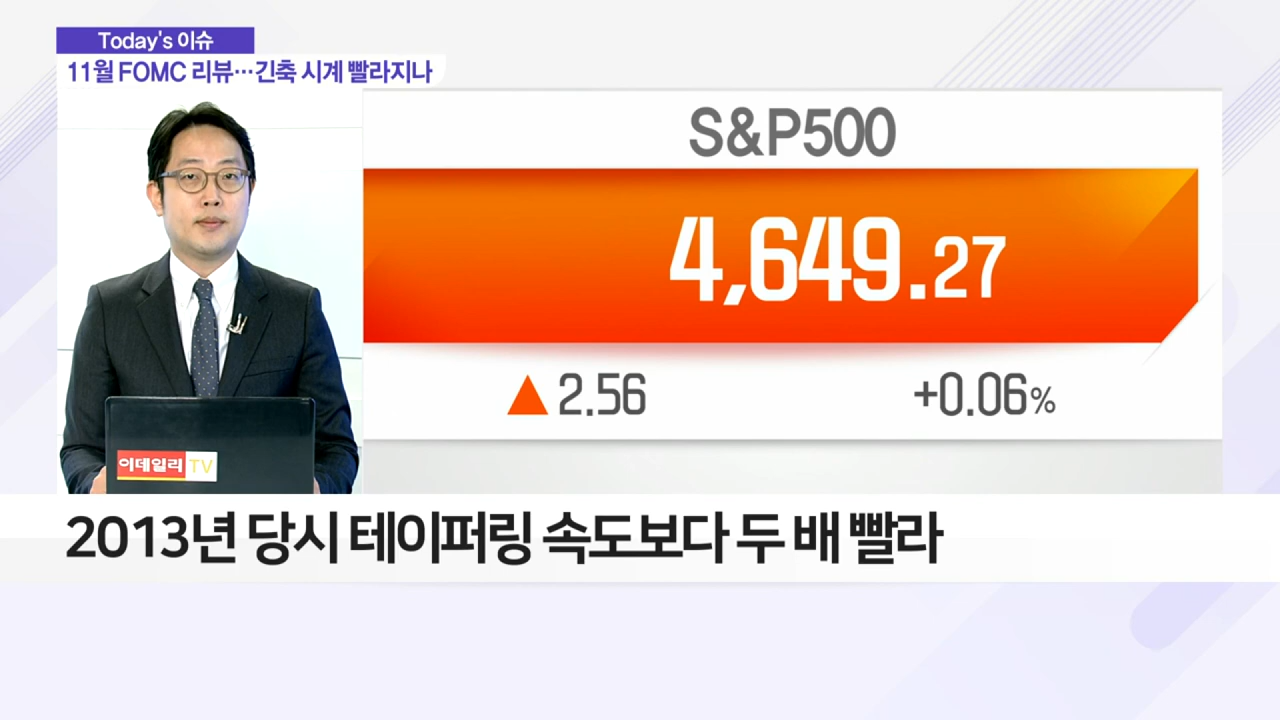 Today's 이슈
11월 FOMC 리뷰…긴축 시계 빨라지나
S&P500
4,649.27
▲ 2.56 +0.06%
이데일리 TV
2013년 당시 테이퍼링 속도보다 두 배 빨라